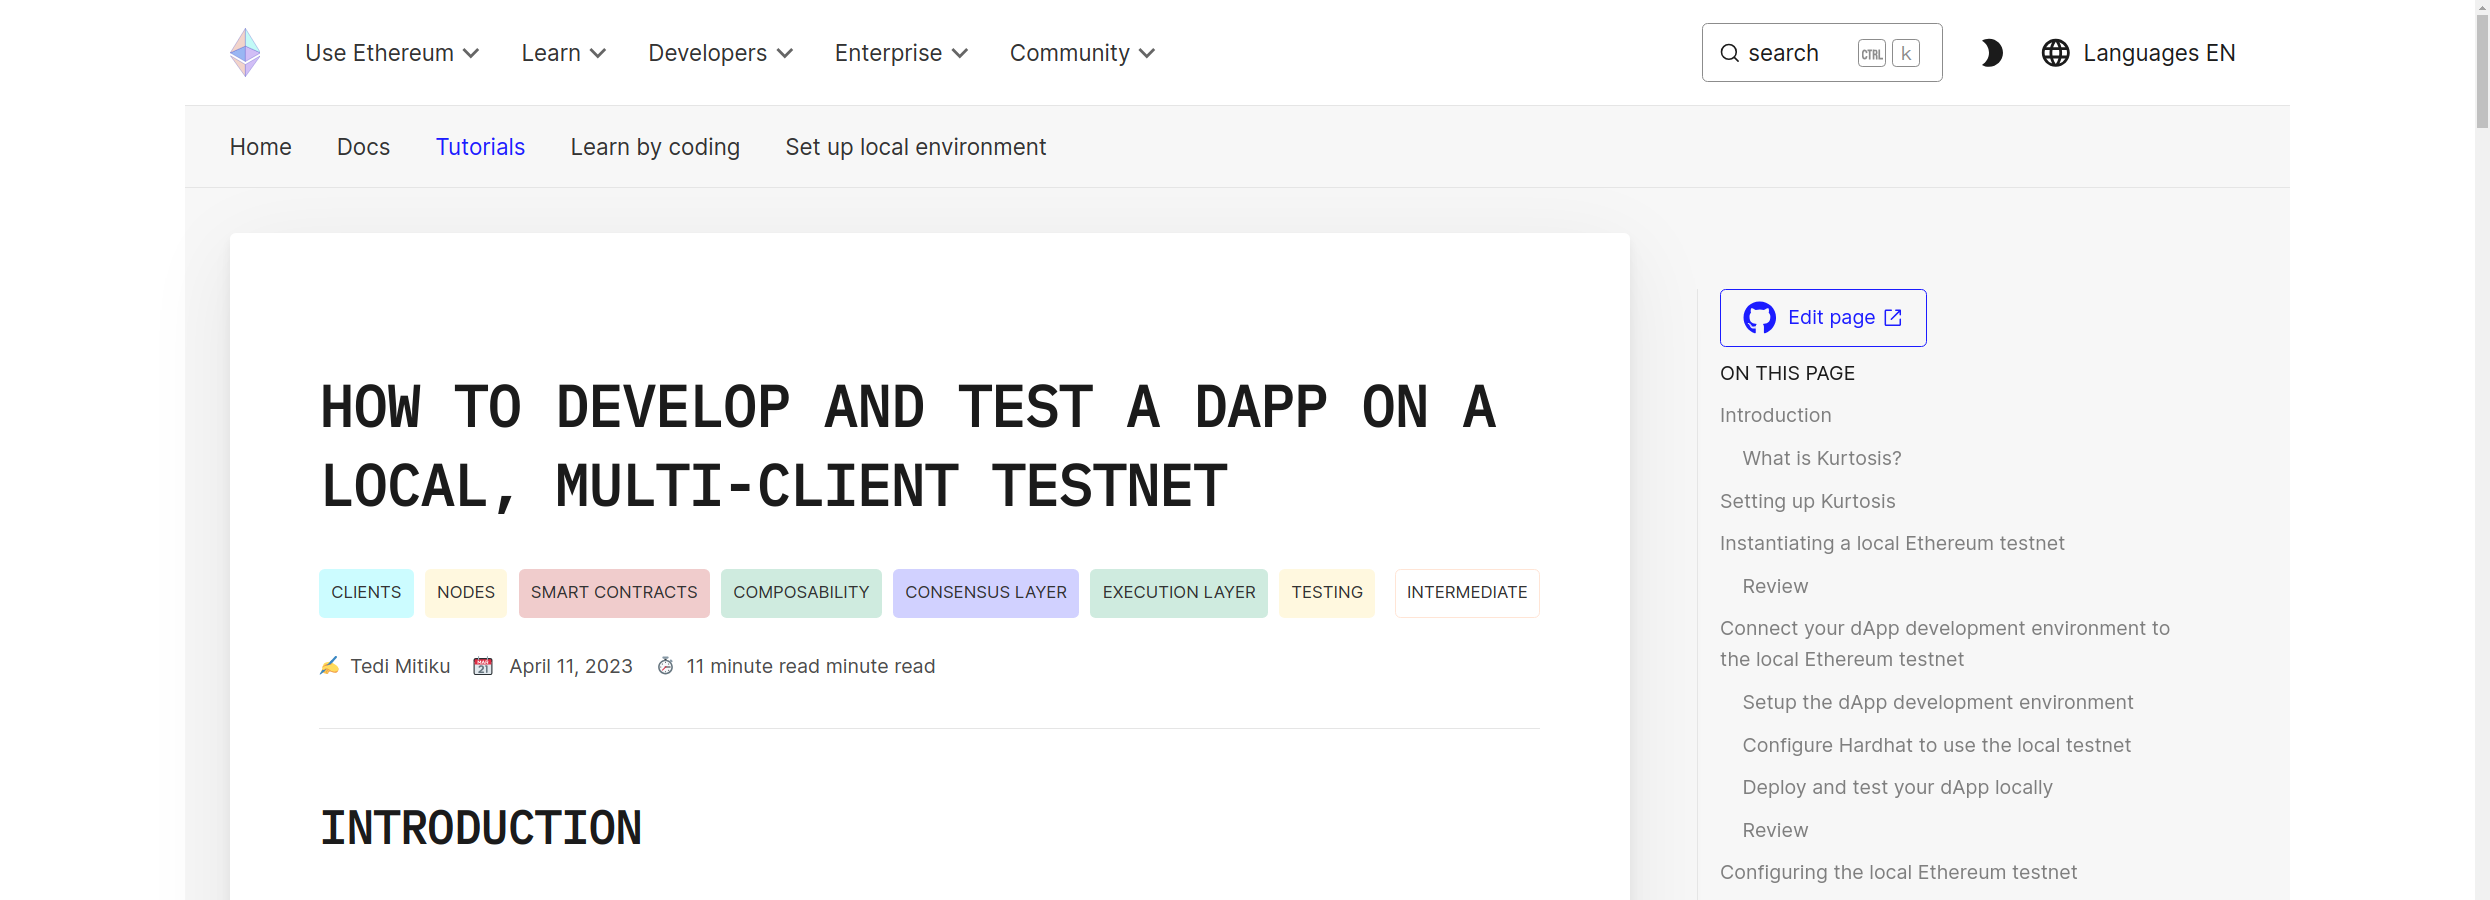 Use Ethereum Learn Developers Enterprise Community search CTRL k Languages EN
Home Docs Tutorials Learn by coding Set up local environment
HOW TO DEVELOP AND TEST A DAPP ON A
LOCAL, MULTI-CLIENT TESTNET
CLIENTS NODES SMART CONTRACTS COMPOSABILITY CONSENSUS LAYER EXECUTION LAYER TESTING INTERMEDIATE
Tedi Mitiku April 11, 2023 11 minute read minute read
INTRODUCTION
Edit page
ON THIS PAGE
Introduction
What is Kurtosis?
Setting up Kurtosis
Instantiating a local Ethereum testnet
Review
Connect your dApp development environment to
the local Ethereum testnet
Setup the dApp development environment
Configure Hardhat to use the local testnet
Deploy and test your dApp locally
Review
Configuring the local Ethereum testnet